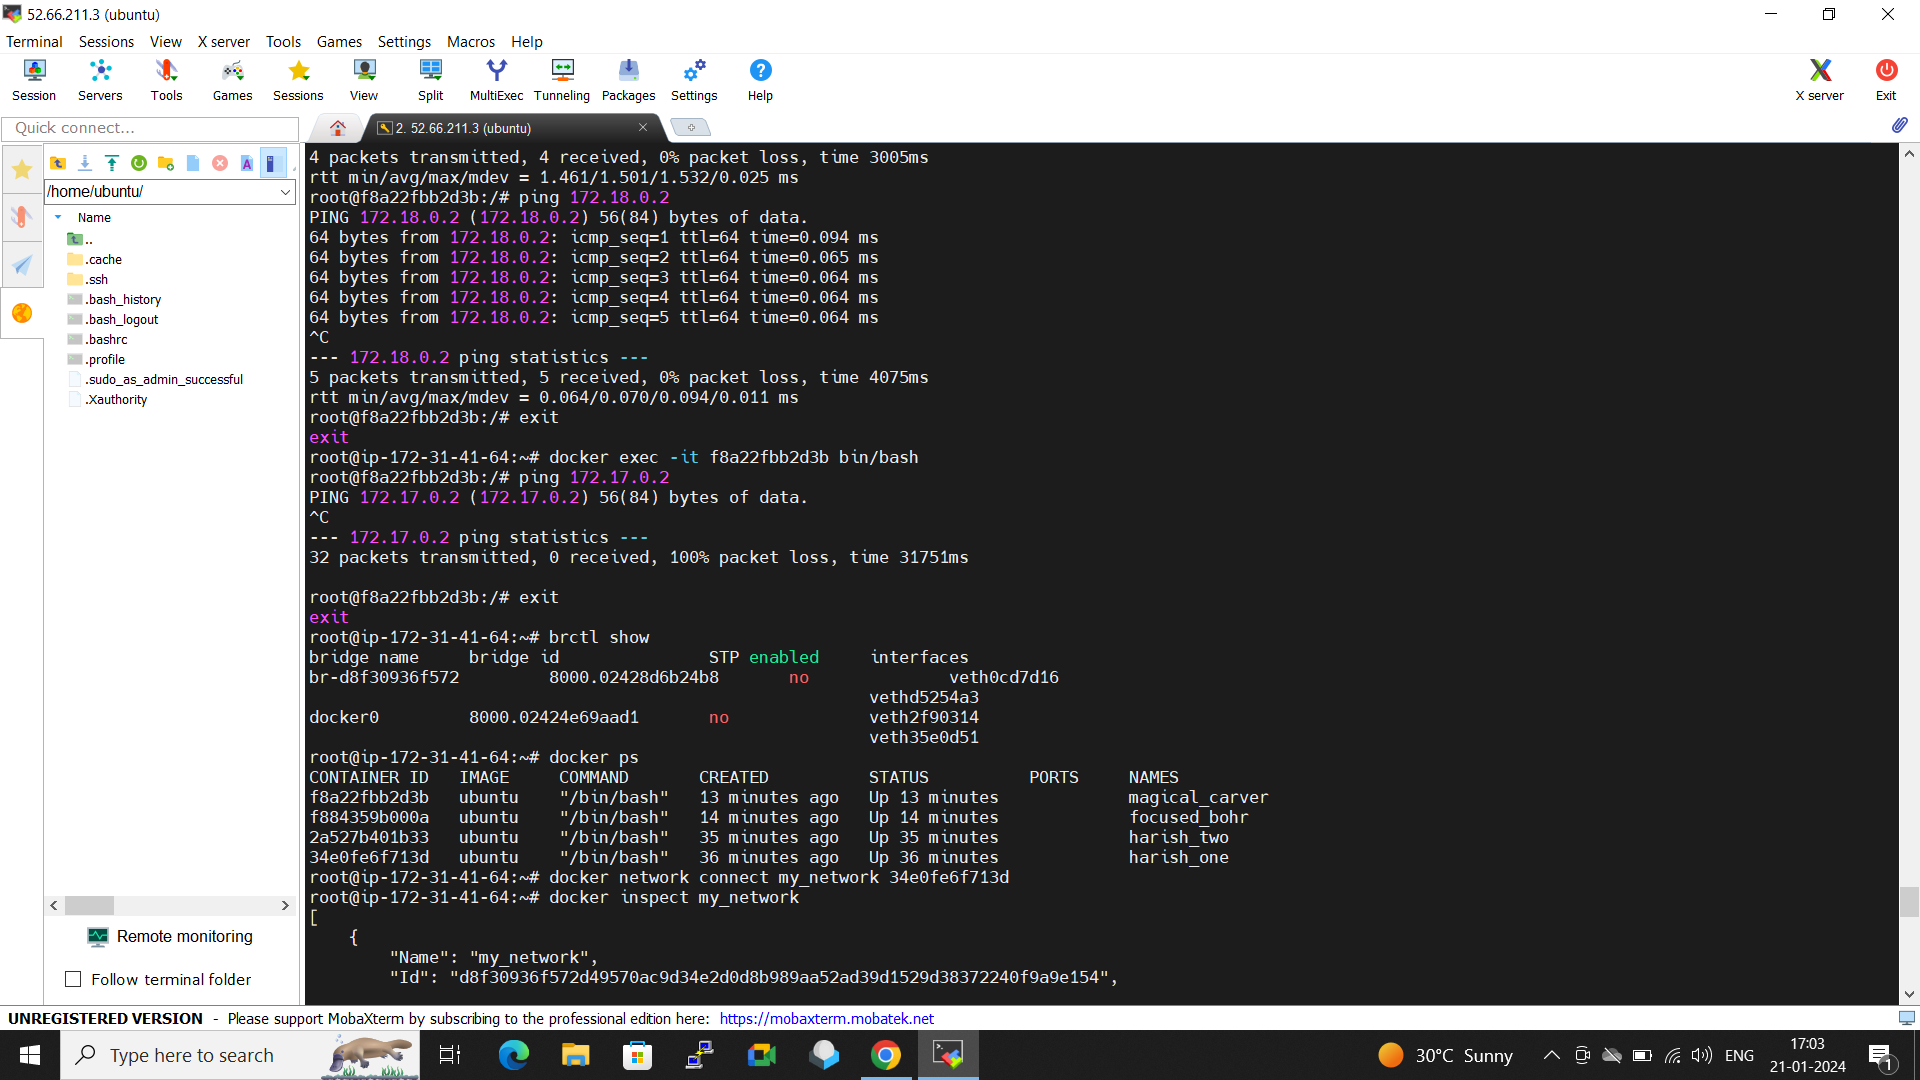 52.66.211.3 (ubuntu)
Terminal Sessions View X server Tools Games Settings Macros Help
Session Servers Tools Games Sessions View Split MultiExec Tunneling Packages Settings Help X server Exit
Quick connect...
2. 52.66.211.3 (ubuntu)
/home/ubuntu/
Name
..
.cache
.ssh
.bash_history
.bash_logout
.bashrc
.profile
.sudo_as_admin_successful
.Xauthority
Remote monitoring
Follow terminal folder
4 packets transmitted, 4 received, 0% packet loss, time 3005ms
rtt min/avg/max/mdev = 1.461/1.501/1.532/0.025 ms
root@f8a22fbb2d3b:/# ping 172.18.0.2
PING 172.18.0.2 (172.18.0.2) 56(84) bytes of data.
64 bytes from 172.18.0.2: icmp_seq=1 ttl=64 time=0.094 ms
64 bytes from 172.18.0.2: icmp_seq=2 ttl=64 time=0.065 ms
64 bytes from 172.18.0.2: icmp_seq=3 ttl=64 time=0.064 ms
64 bytes from 172.18.0.2: icmp_seq=4 ttl=64 time=0.064 ms
64 bytes from 172.18.0.2: icmp_seq=5 ttl=64 time=0.064 ms
^C
--- 172.18.0.2 ping statistics ---
5 packets transmitted, 5 received, 0% packet loss, time 4075ms
rtt min/avg/max/mdev = 0.064/0.070/0.094/0.011 ms
root@f8a22fbb2d3b:/# exit
exit
root@ip-172-31-41-64:~# docker exec -it f8a22fbb2d3b bin/bash
root@f8a22fbb2d3b:/# ping 172.17.0.2
PING 172.17.0.2 (172.17.0.2) 56(84) bytes of data.
^C
--- 172.17.0.2 ping statistics ---
32 packets transmitted, 0 received, 100% packet loss, time 31751ms
root@f8a22fbb2d3b:/# exit
exit
root@ip-172-31-41-64:~# brctl show
bridge name bridge id STP enabled interfaces
br-d8f30936f572 8000.02428d6b24b8 no veth0cd7d16
vethd5254a3
docker0 8000.02424e69aad1 no veth2f90314
veth35e0d51
root@ip-172-31-41-64:~# docker ps
CONTAINER ID IMAGE COMMAND CREATED STATUS PORTS NAMES
f8a22fbb2d3b ubuntu "/bin/bash" 13 minutes ago Up 13 minutes magical_carver
f884359b000a ubuntu "/bin/bash" 14 minutes ago Up 14 minutes focused_bohr
2a527b401b33 ubuntu "/bin/bash" 35 minutes ago Up 35 minutes harish_two
34e0fe6f713d ubuntu "/bin/bash" 36 minutes ago Up 36 minutes harish_one
root@ip-172-31-41-64:~# docker network connect my_network 34e0fe6f713d
root@ip-172-31-41-64:~# docker inspect my_network
[
{
"Name": "my_network",
"Id": "d8f30936f572d49570ac9d34e2d0d8b989aa52ad39d1529d38372240f9a9e154",
UNREGISTERED VERSION - Please support MobaXterm by subscribing to the professional edition here: https://mobaxterm.mobatek.net
Type here to search
30°C Sunny
ENG
17:03
21-01-2024
1